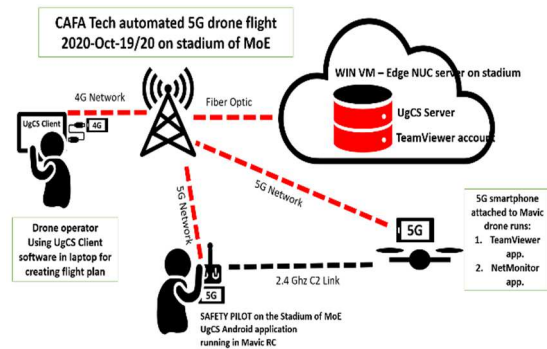 CAFA Tech automated 5G drone flight
2020-Oct-19/20 on stadium of MoE
WIN VM – Edge NUC server on stadium
UgCS Server
TeamViewer account
4G Network
Fiber Optic
UgCS Client
4G
5G Network
5G Network
Drone operator
Using UgCS Client
software in laptop for
creating flight plan
5G
5G smartphone
attached to Mavic
drone runs:
1. TeamViewer
app.
2. NetMonitor
app.
2.4 Ghz C2 Link
5G
SAFETY PILOT on the Stadium of MoE
UgCS Android application
running in Mavic RC